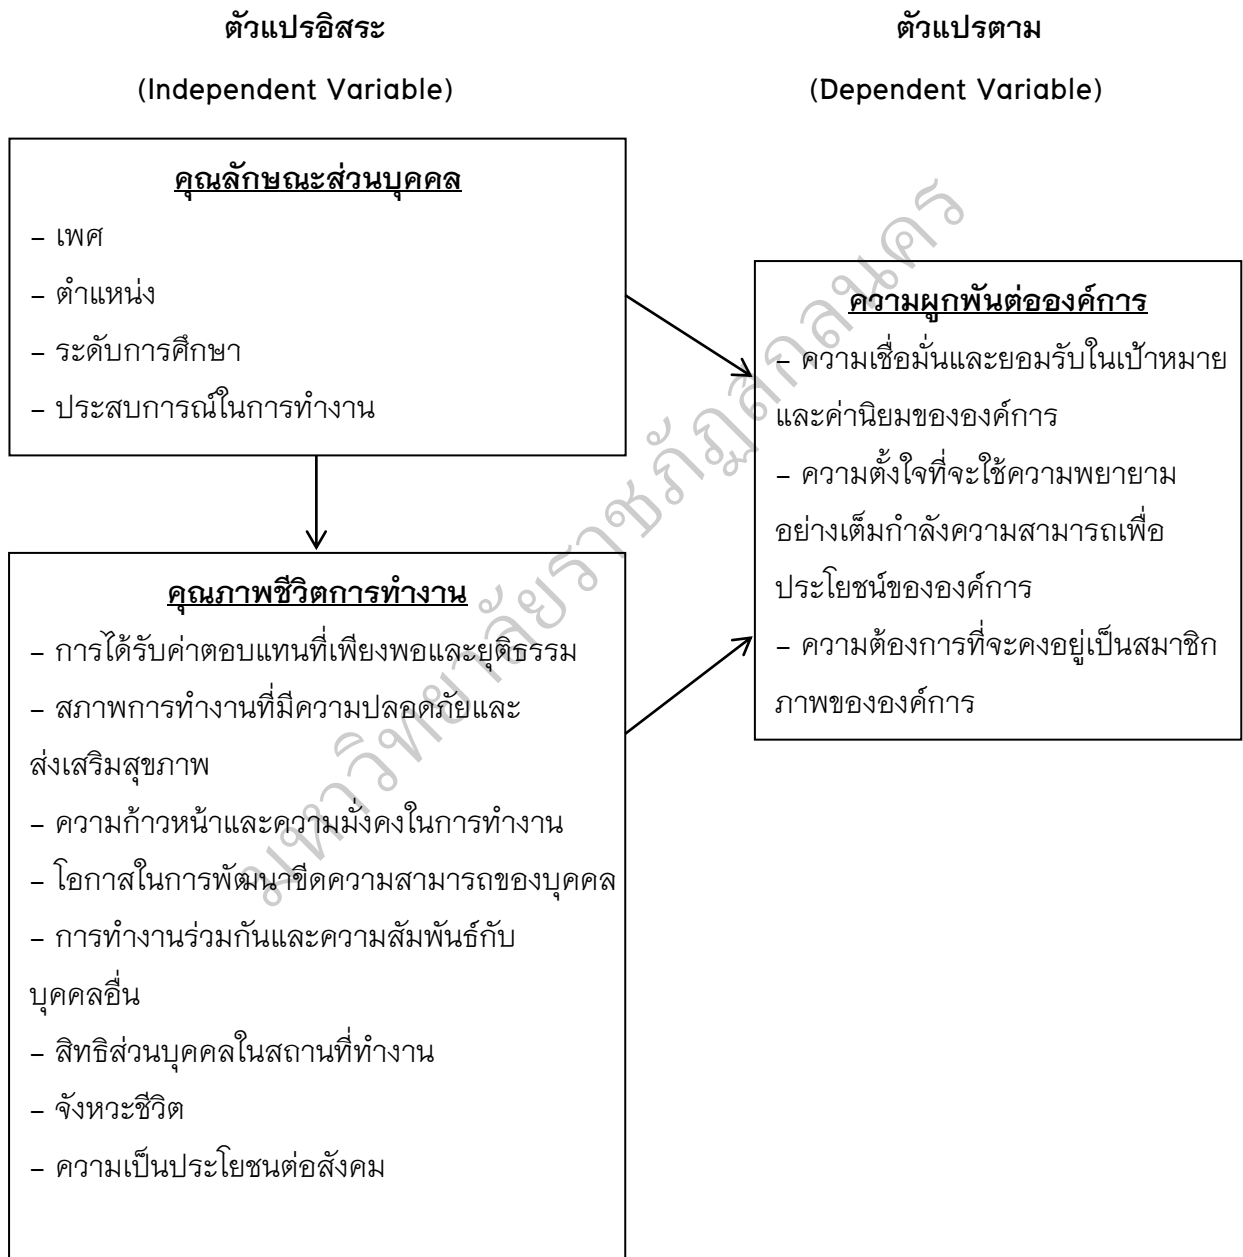 ตัวแปรอิสระ
(Independent Variable)
ตัวแปรตาม
(Dependent Variable)
คุณลักษณะส่วนบุคคล
– เพศ
– ตำแหน่ง
– ระดับการศึกษา
– ประสบการณ์ในการทำงาน
คุณภาพชีวิตการทำงาน
– การได้รับค่าตอบแทนที่เพียงพอและยุติธรรม
– สภาพการทำงานที่มีความปลอดภัยและ
ส่งเสริมสุขภาพ
– ความก้าวหน้าและความมั่งคงในการทำงาน
– โอกาสในการพัฒนาขีดความสามารถของบุคคล
– การทำงานร่วมกันและความสัมพันธ์กับ
บุคคลอื่น
– สิทธิส่วนบุคคลในสถานที่ทำงาน
– จังหวะชีวิต
– ความเป็นประโยชนต่อสังคม
ความผูกพันต่อองค์การ
– ความเชื่อมั่นและยอมรับในเป้าหมาย
และค่านิยมขององค์การ
– ความตั้งใจที่จะใช้ความพยายาม
อย่างเต็มกำลังความสามารถเพื่อ
ประโยชน์ขององค์การ
– ความต้องการที่จะคงอยู่เป็นสมาชิก
ภาพขององค์การ
มหาวิทยาลัยราชภัฏสกลนคร